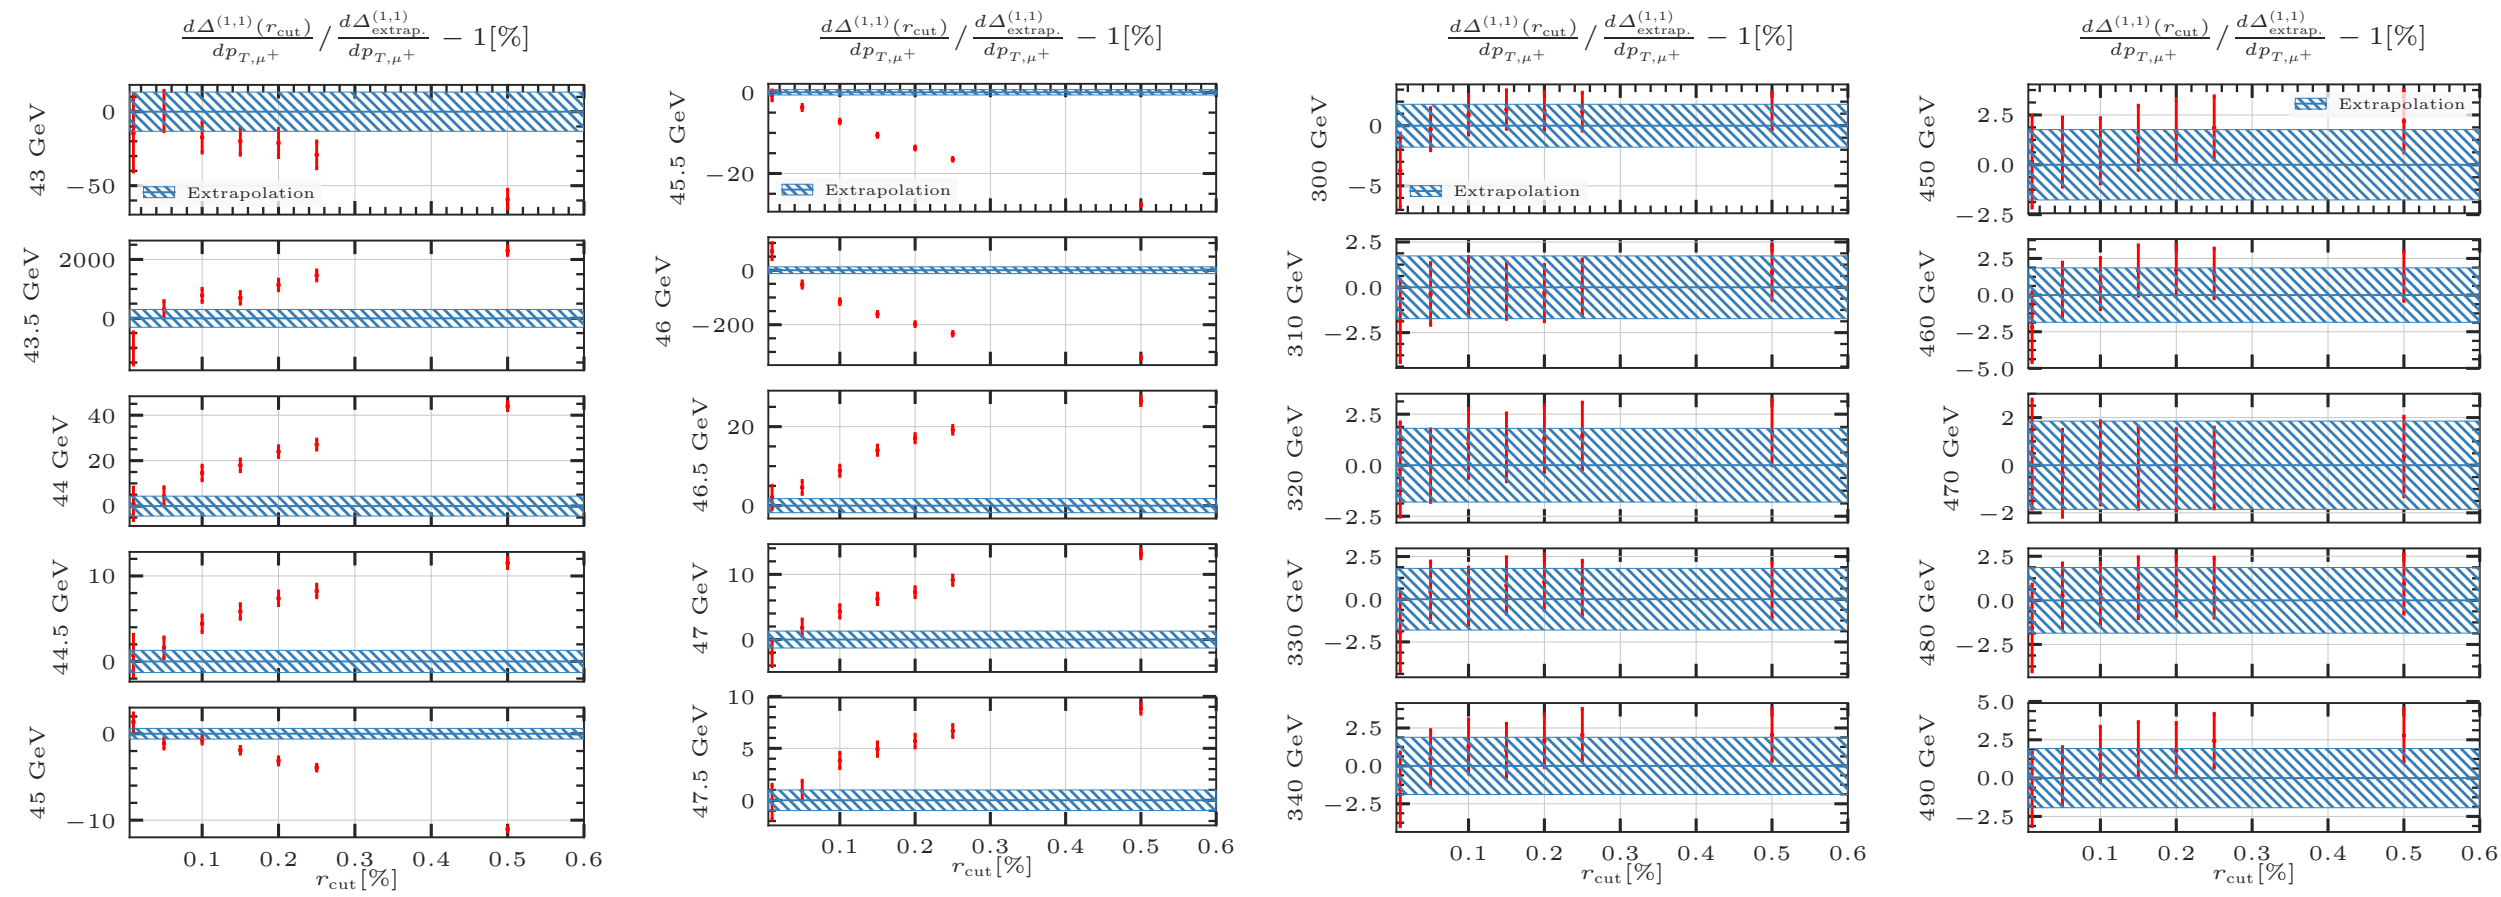 dΔ^(1,1)(r_cut)/dp_T,μ+ / dΔ^(1,1)_extrap./dp_T,μ+ − 1[%]
43 GeV
0
−50
Extrapolation
43.5 GeV
2000
0
44 GeV
40
20
0
44.5 GeV
10
0
45 GeV
0
−10
0.1 0.2 0.3 0.4 0.5 0.6
r_cut[%]
dΔ^(1,1)(r_cut)/dp_T,μ+ / dΔ^(1,1)_extrap./dp_T,μ+ − 1[%]
45.5 GeV
0
−20
Extrapolation
46 GeV
0
−200
46.5 GeV
20
0
47 GeV
10
0
47.5 GeV
10
5
0
0.1 0.2 0.3 0.4 0.5 0.6
r_cut[%]
dΔ^(1,1)(r_cut)/dp_T,μ+ / dΔ^(1,1)_extrap./dp_T,μ+ − 1[%]
300 GeV
0
−5
Extrapolation
310 GeV
2.5
0.0
−2.5
320 GeV
2.5
0.0
−2.5
330 GeV
2.5
0.0
−2.5
340 GeV
2.5
0.0
−2.5
0.1 0.2 0.3 0.4 0.5 0.6
r_cut[%]
dΔ^(1,1)(r_cut)/dp_T,μ+ / dΔ^(1,1)_extrap./dp_T,μ+ − 1[%]
450 GeV
Extrapolation
2.5
0.0
−2.5
460 GeV
2.5
0.0
−2.5
−5.0
470 GeV
2
0
−2
480 GeV
2.5
0.0
−2.5
490 GeV
5.0
2.5
0.0
−2.5
0.1 0.2 0.3 0.4 0.5 0.6
r_cut[%]